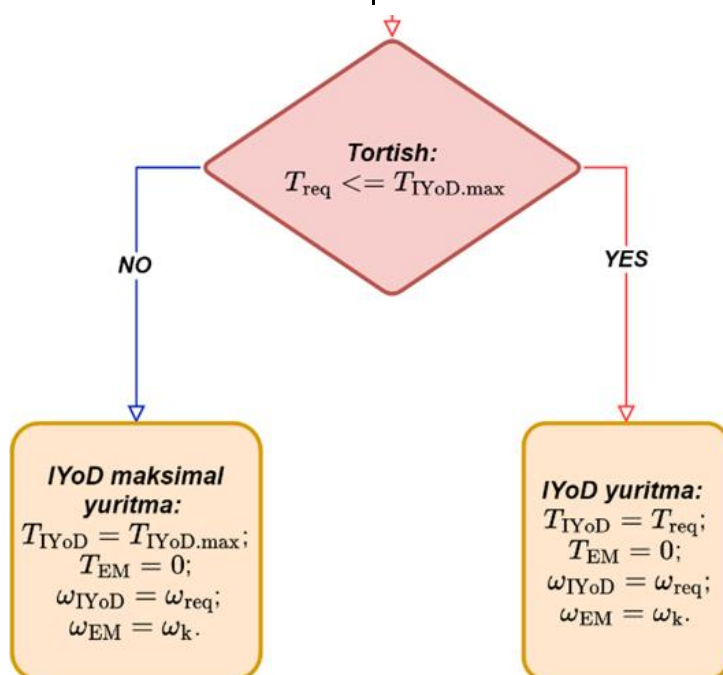 Tortish:
T_req <= T_IYoD.max
NO
YES
IYoD maksimal
yuritma:
T_IYoD = T_IYoD.max;
T_EM = 0;
ω_IYoD = ω_req;
ω_EM = ω_k.
IYoD yuritma:
T_IYoD = T_req;
T_EM = 0;
ω_IYoD = ω_req;
ω_EM = ω_k.